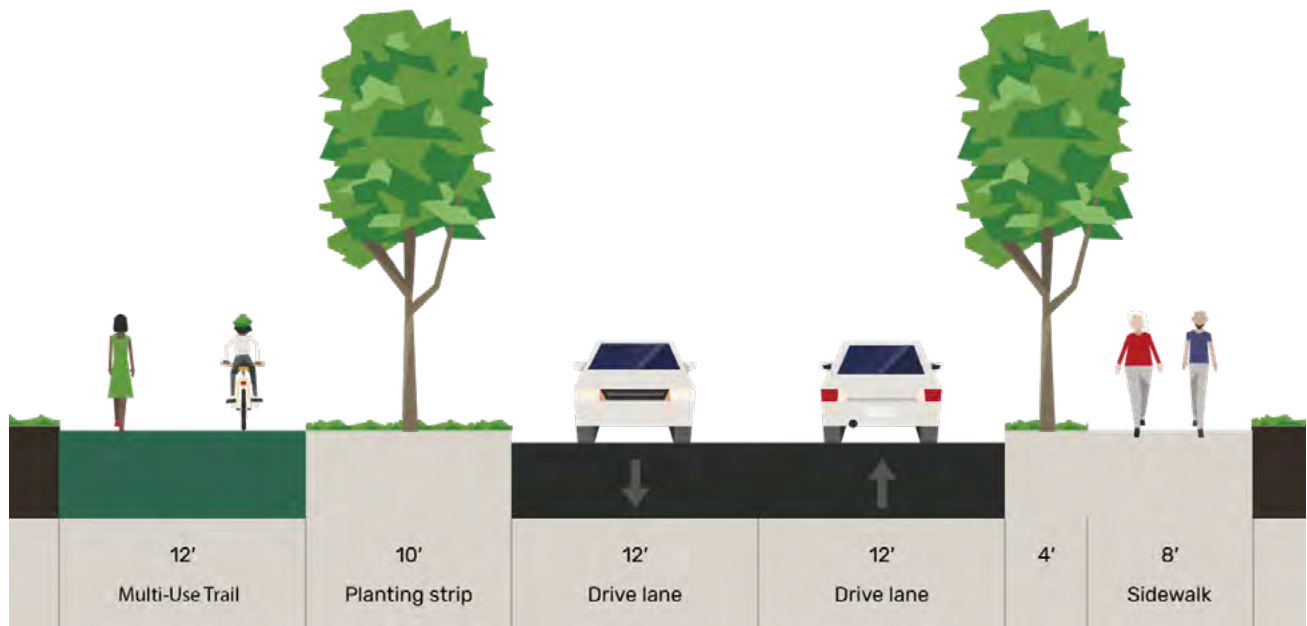 12′ 10′ 12′ 12′ 4′ 8′
Multi-Use Trail Planting strip Drive lane Drive lane Sidewalk